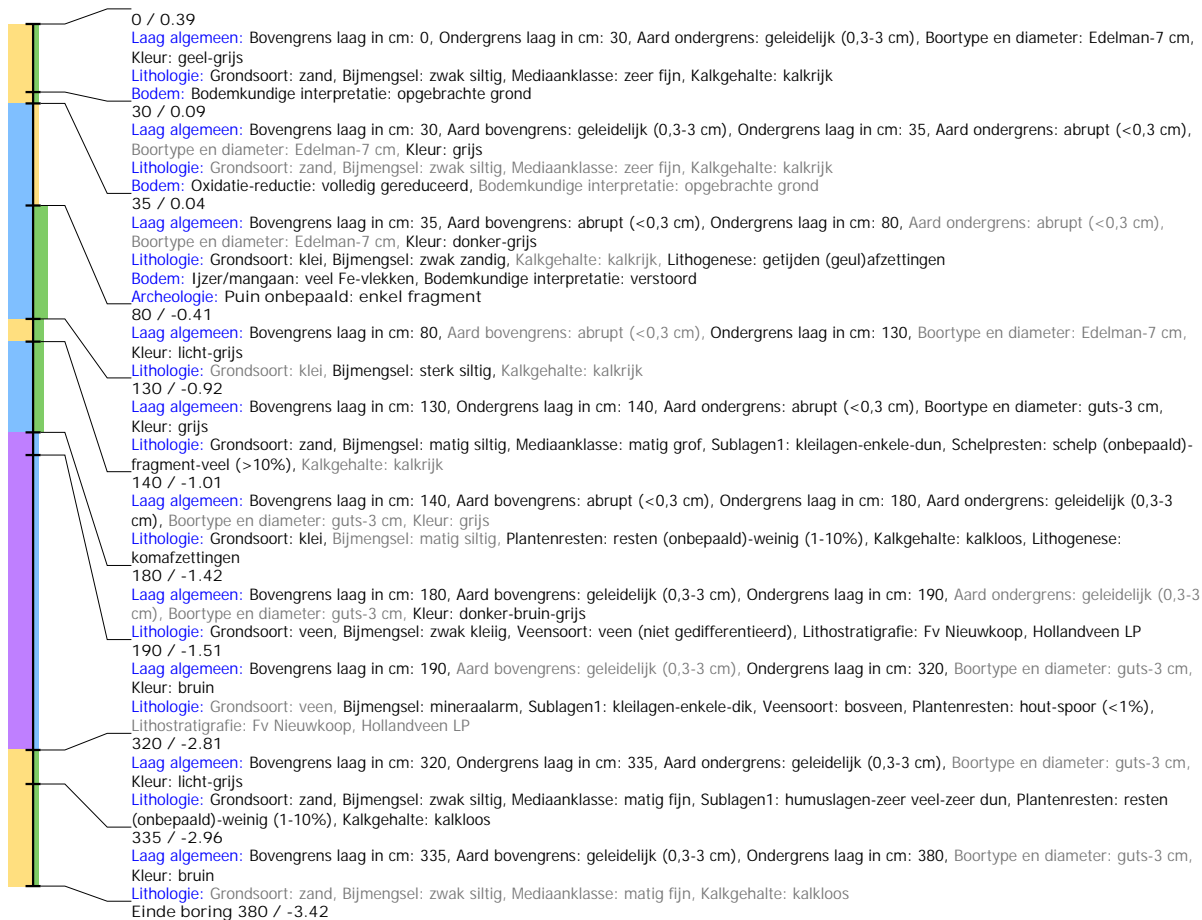 0 / 0.39
Laag algemeen: Bovengrens laag in cm: 0, Ondergrens laag in cm: 30, Aard ondergrens: geleidelijk (0,3-3 cm), Boortype en diameter: Edelman-7 cm,
Kleur: geel-grijs
Lithologie: Grondsoort: zand, Bijmengsel: zwak siltig, Mediaanklasse: zeer fijn, Kalkgehalte: kalkrijk
Bodem: Bodemkundige interpretatie: opgebrachte grond
30 / 0.09
Laag algemeen: Bovengrens laag in cm: 30, Aard bovengrens: geleidelijk (0,3-3 cm), Ondergrens laag in cm: 35, Aard ondergrens: abrupt (<0,3 cm),
Boortype en diameter: Edelman-7 cm, Kleur: grijs
Lithologie: Grondsoort: zand, Bijmengsel: zwak siltig, Mediaanklasse: zeer fijn, Kalkgehalte: kalkrijk
Bodem: Oxidatie-reductie: volledig gereduceerd, Bodemkundige interpretatie: opgebrachte grond
35 / 0.04
Laag algemeen: Bovengrens laag in cm: 35, Aard bovengrens: abrupt (<0,3 cm), Ondergrens laag in cm: 80, Aard ondergrens: abrupt (<0,3 cm),
Boortype en diameter: Edelman-7 cm, Kleur: donker-grijs
Lithologie: Grondsoort: klei, Bijmengsel: zwak zandig, Kalkgehalte: kalkrijk, Lithogenese: getijden (geul)afzettingen
Bodem: Ijzer/mangaan: veel Fe-vlekken, Bodemkundige interpretatie: verstoord
Archeologie: Puin onbepaald: enkel fragment
80 / -0.41
Laag algemeen: Bovengrens laag in cm: 80, Aard bovengrens: abrupt (<0,3 cm), Ondergrens laag in cm: 130, Boortype en diameter: Edelman-7 cm,
Kleur: licht-grijs
Lithologie: Grondsoort: klei, Bijmengsel: sterk siltig, Kalkgehalte: kalkrijk
130 / -0.92
Laag algemeen: Bovengrens laag in cm: 130, Ondergrens laag in cm: 140, Aard ondergrens: abrupt (<0,3 cm), Boortype en diameter: guts-3 cm,
Kleur: grijs
Lithologie: Grondsoort: zand, Bijmengsel: matig siltig, Mediaanklasse: matig grof, Sublagen1: kleilagen-enkele-dun, Schelpresten: schelp (onbepaald)-
fragment-veel (>10%), Kalkgehalte: kalkrijk
140 / -1.01
Laag algemeen: Bovengrens laag in cm: 140, Aard bovengrens: abrupt (<0,3 cm), Ondergrens laag in cm: 180, Aard ondergrens: geleidelijk (0,3-3
cm), Boortype en diameter: guts-3 cm, Kleur: grijs
Lithologie: Grondsoort: klei, Bijmengsel: matig siltig, Plantenresten: resten (onbepaald)-weinig (1-10%), Kalkgehalte: kalkloos, Lithogenese:
komafzettingen
180 / -1.42
Laag algemeen: Bovengrens laag in cm: 180, Aard bovengrens: geleidelijk (0,3-3 cm), Ondergrens laag in cm: 190, Aard ondergrens: geleidelijk (0,3-3
cm), Boortype en diameter: guts-3 cm, Kleur: donker-bruin-grijs
Lithologie: Grondsoort: veen, Bijmengsel: zwak kleiig, Veensoort: veen (niet gedifferentieerd), Lithostratigrafie: Fv Nieuwkoop, Hollandveen LP
190 / -1.51
Laag algemeen: Bovengrens laag in cm: 190, Aard bovengrens: geleidelijk (0,3-3 cm), Ondergrens laag in cm: 320, Boortype en diameter: guts-3 cm,
Kleur: bruin
Lithologie: Grondsoort: veen, Bijmengsel: mineraalarm, Sublagen1: kleilagen-enkele-dik, Veensoort: bosveen, Plantenresten: hout-spoor (<1%),
Lithostratigrafie: Fv Nieuwkoop, Hollandveen LP
320 / -2.81
Laag algemeen: Bovengrens laag in cm: 320, Ondergrens laag in cm: 335, Aard ondergrens: geleidelijk (0,3-3 cm), Boortype en diameter: guts-3 cm,
Kleur: licht-grijs
Lithologie: Grondsoort: zand, Bijmengsel: zwak siltig, Mediaanklasse: matig fijn, Sublagen1: humuslagen-zeer veel-zeer dun, Plantenresten: resten
(onbepaald)-weinig (1-10%), Kalkgehalte: kalkloos
335 / -2.96
Laag algemeen: Bovengrens laag in cm: 335, Aard bovengrens: geleidelijk (0,3-3 cm), Ondergrens laag in cm: 380, Boortype en diameter: guts-3 cm,
Kleur: bruin
Lithologie: Grondsoort: zand, Bijmengsel: zwak siltig, Mediaanklasse: matig fijn, Kalkgehalte: kalkloos
Einde boring 380 / -3.42